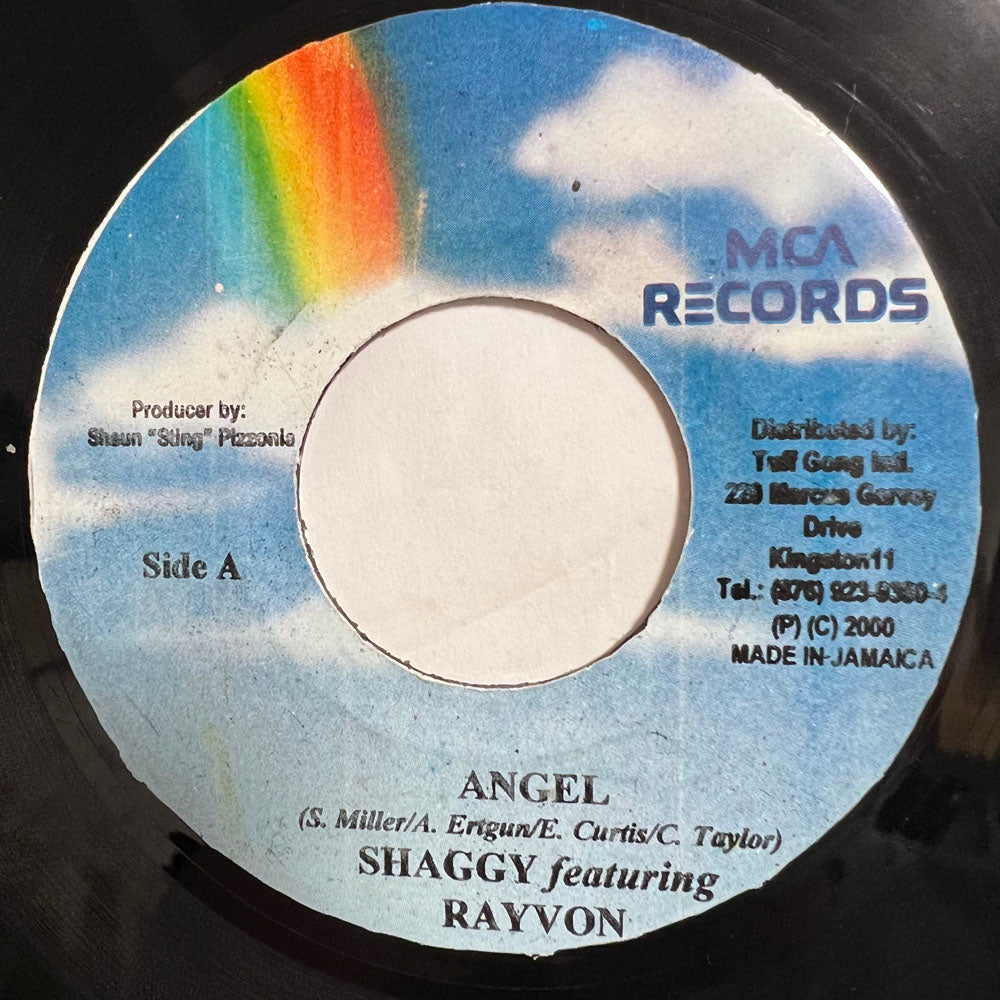 MCA
RECORDS
Producer by:
Shaun "Sting" Pizzonia
Side A
Distributed by:
Tuff Gong Intl.
220 Marcus Garvey
Drive
Kingston11
Tel.: (876) 923-9380-4
(P) (C) 2000
MADE IN JAMAICA
ANGEL
(S. Miller/A. Ertgun/E. Curtis/C. Taylor)
SHAGGY featuring
RAYVON